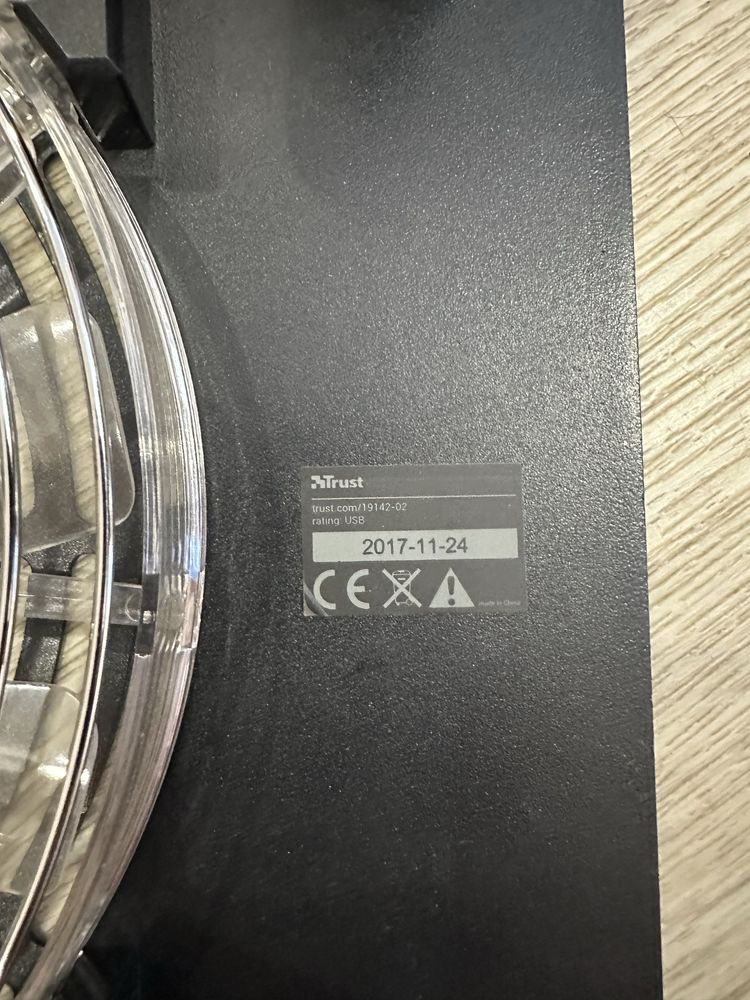 Trust
trust.com/19142-02
rating: USB
2017-11-24
CE
made in China